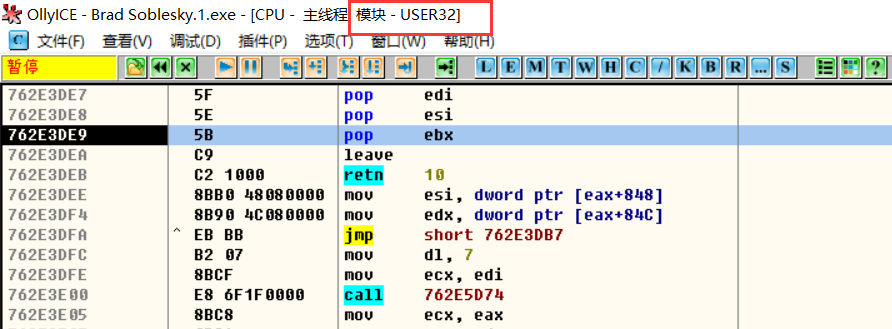 OllyICE - Brad Soblesky.1.exe - [CPU - 主线程 模块 - USER32]
C 文件(F) 查看(V) 调试(D) 插件(P) 选项(T) 窗口(W) 帮助(H)
暂停 L E M T W H C / K B R ... S ?
762E3DE7 5F pop edi
762E3DE8 5E pop esi
762E3DE9 5B pop ebx
762E3DEA C9 leave
762E3DEB C2 1000 retn 10
762E3DEE 8BB0 48080000 mov esi, dword ptr [eax+848]
762E3DF4 8B90 4C080000 mov edx, dword ptr [eax+84C]
762E3DFA ^ EB BB jmp short 762E3DB7
762E3DFC B2 07 mov dl, 7
762E3DFE 8BCF mov ecx, edi
762E3E00 E8 6F1F0000 call 762E5D74
762E3E05 8BC8 mov ecx, eax